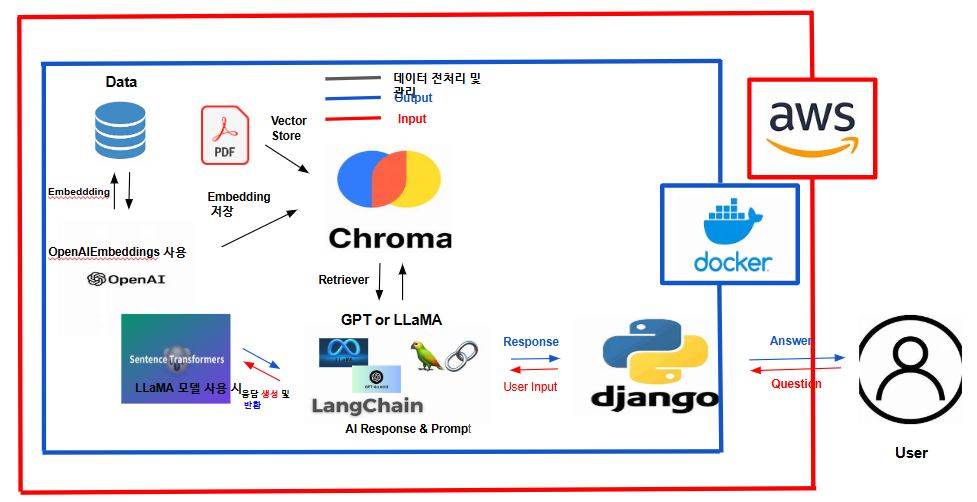 Data
데이터 전처리 및
관리
Output
Input
aws
PDF
Vector
Store
Embeddding
Embedding
저장
Chroma
docker
OpenAIEmbeddings 사용
OpenAI
Retriever
GPT or LLaMA
Sentence Transformers
LLaMA 모델 사용 시
응답 생성 및
반환
LangChain
AI Response & Prompt
Response
User Input
django
Answer
Question
User